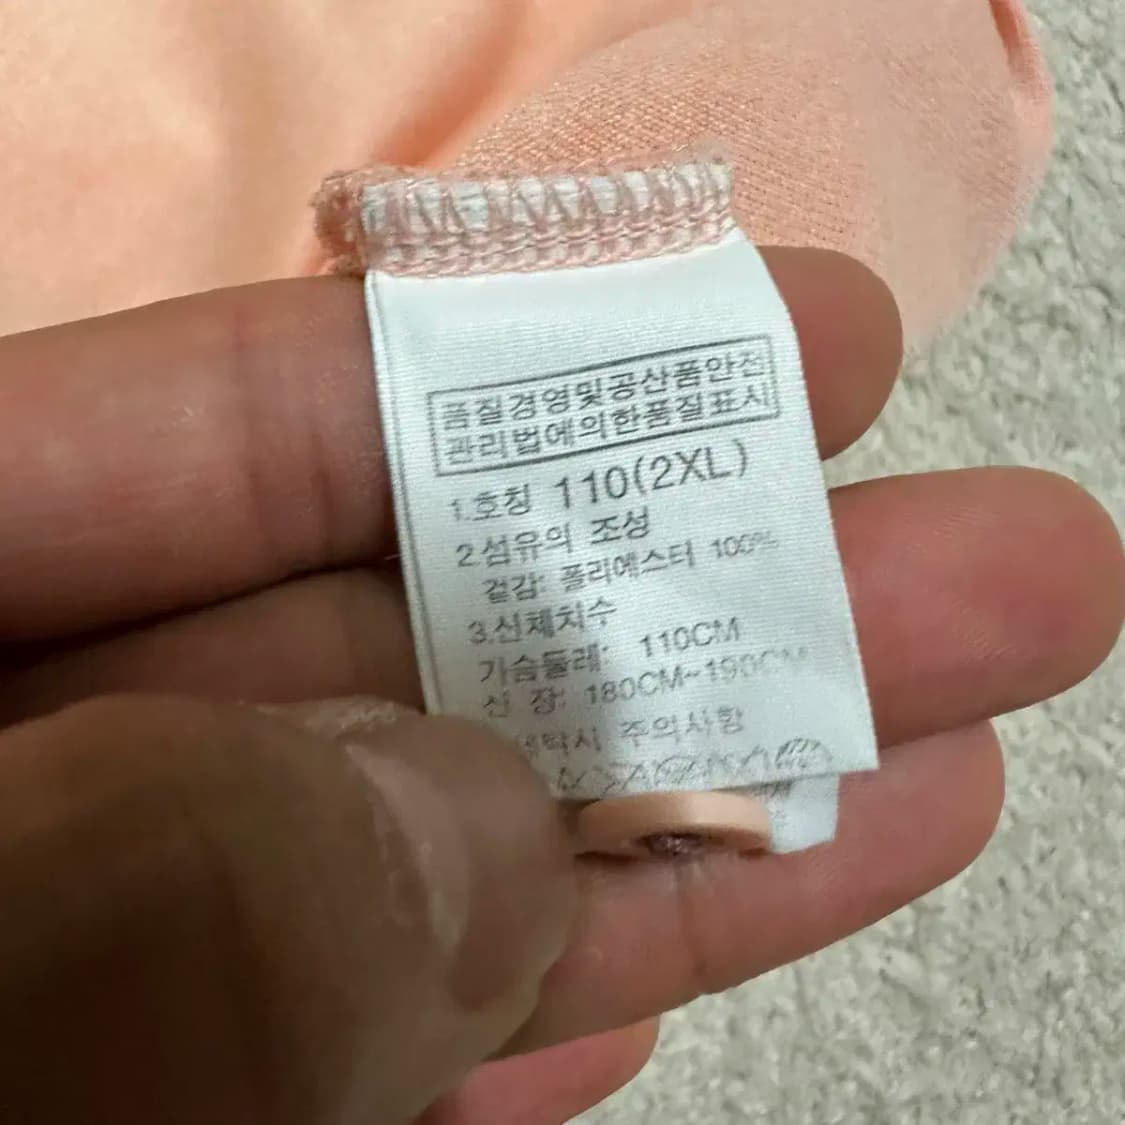 품질경영및공산품안전
관리법에의한품질표시
1.호칭 110(2XL)
2.섬유의 조성
겉감: 폴리에스터 100%
3.신체치수
가슴둘레: 110CM
신 장: 180CM~190CM
세탁시 주의사항